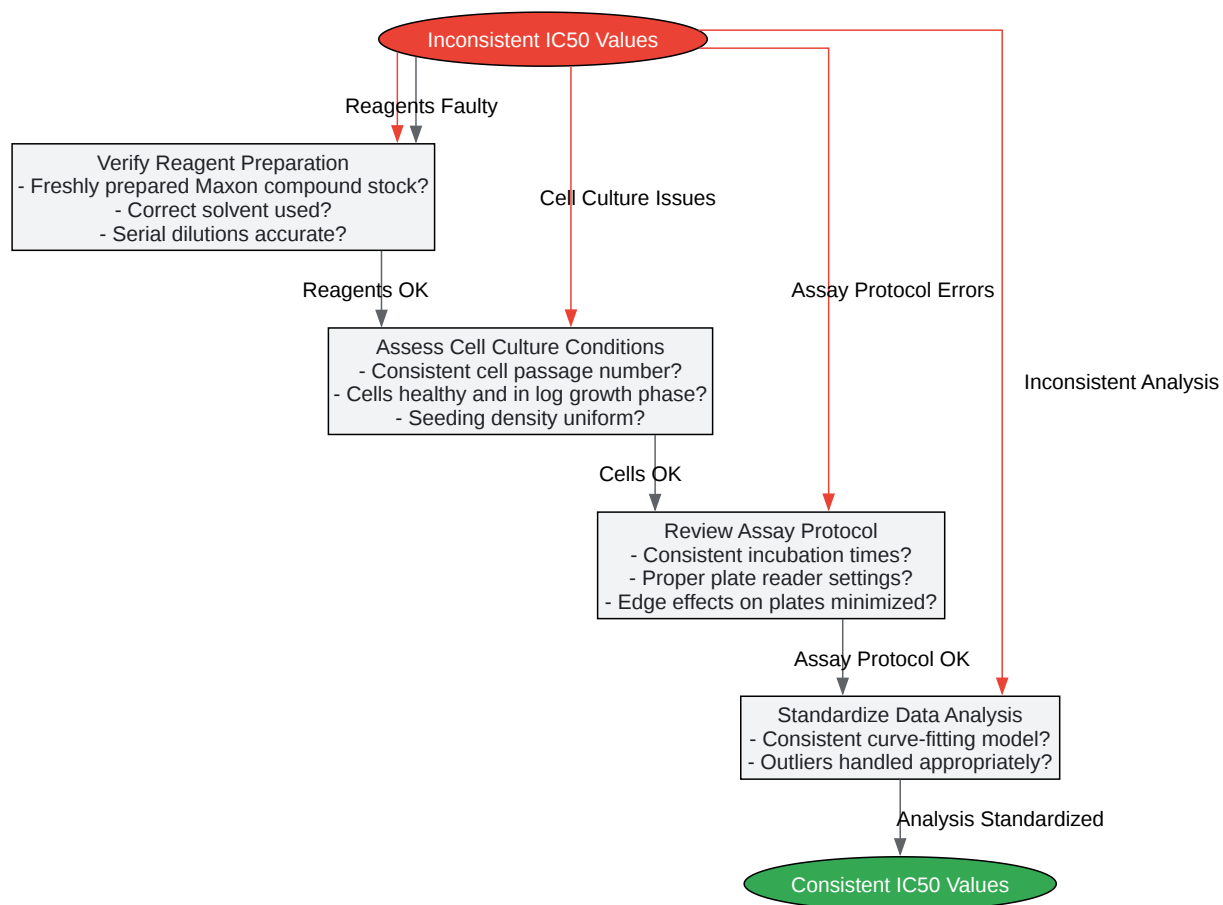 Inconsistent IC50 Values
Reagents Faulty
Verify Reagent Preparation
- Freshly prepared Maxon compound stock?
- Correct solvent used?
- Serial dilutions accurate?
Cell Culture Issues
Reagents OK
Assay Protocol Errors
Assess Cell Culture Conditions
- Consistent cell passage number?
- Cells healthy and in log growth phase?
- Seeding density uniform?
Inconsistent Analysis
Cells OK
Review Assay Protocol
- Consistent incubation times?
- Proper plate reader settings?
- Edge effects on plates minimized?
Assay Protocol OK
Standardize Data Analysis
- Consistent curve-fitting model?
- Outliers handled appropriately?
Analysis Standardized
Consistent IC50 Values